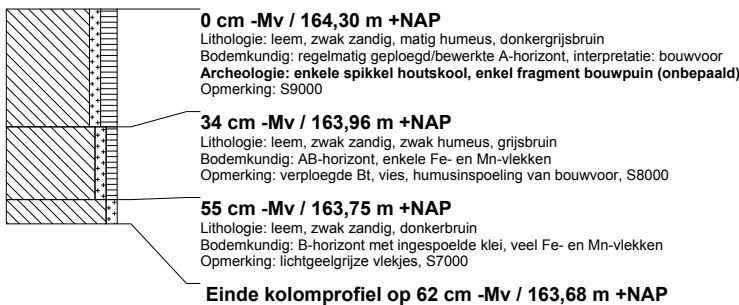 0 cm -Mv / 164,30 m +NAP
Lithologie: leem, zwak zandig, matig humeus, donkergrijsbruin
Bodemkundig: regelmatig geploegd/bewerkte A-horizont, interpretatie: bouwvoor
Archeologie: enkele spikkel houtskool, enkel fragment bouwpuin (onbepaald)
Opmerking: S9000
34 cm -Mv / 163,96 m +NAP
Lithologie: leem, zwak zandig, zwak humeus, grijsbruin
Bodemkundig: AB-horizont, enkele Fe- en Mn-vlekken
Opmerking: verploegde Bt, vies, humusinspoeling van bouwvoor, S8000
55 cm -Mv / 163,75 m +NAP
Lithologie: leem, zwak zandig, donkerbruin
Bodemkundig: B-horizont met ingespoelde klei, veel Fe- en Mn-vlekken
Opmerking: lichtgeelgrijze vlekjes, S7000
Einde kolomprofiel op 62 cm -Mv / 163,68 m +NAP